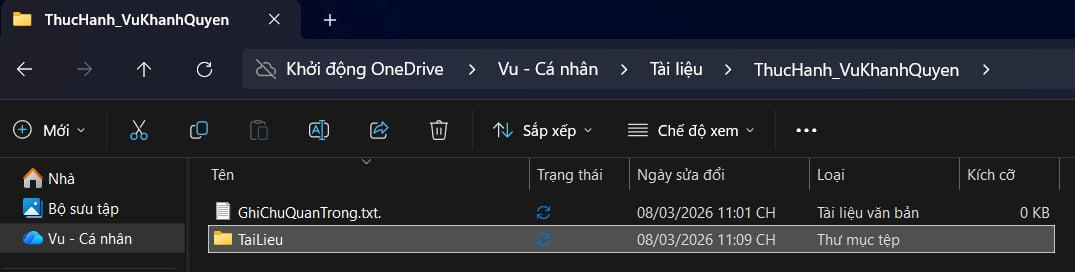 ThucHanh_VuKhanhQuyen
Khởi động OneDrive > Vu - Cá nhân > Tài liệu > ThucHanh_VuKhanhQuyen >
Mới Sắp xếp Chế độ xem
Nhà
Bộ sưu tập
Vu - Cá nhân
Tên Trạng thái Ngày sửa đổi Loại Kích cỡ
GhiChuQuanTrong.txt. 08/03/2026 11:01 CH Tài liệu văn bản 0 KB
TaiLieu 08/03/2026 11:09 CH Thư mục tệp